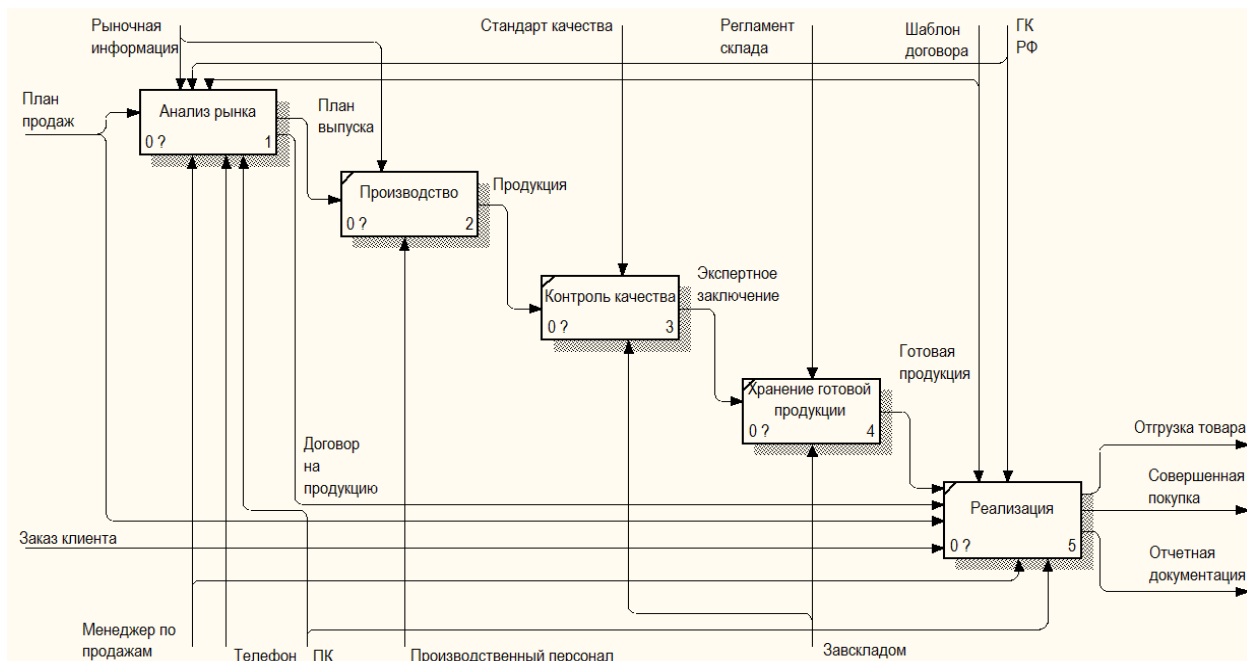 Рыночная
информация
Стандарт качества
Регламент
склада
Шаблон
договора
ГК
РФ
План
продаж
Анализ рынка
0 ?
1
План
выпуска
Производство
0 ?
2
Продукция
Контроль качества
0 ?
3
Экспертное
заключение
Хранение готовой
продукции
0 ?
4
Готовая
продукция
Договор
на
продукцию
Отгрузка товара
Реализация
0 ?
5
Совершенная
покупка
Заказ клиента
Отчетная
документация
Менеджер по
продажам
Телефон
ПК
Производственный персонал
Завскладом